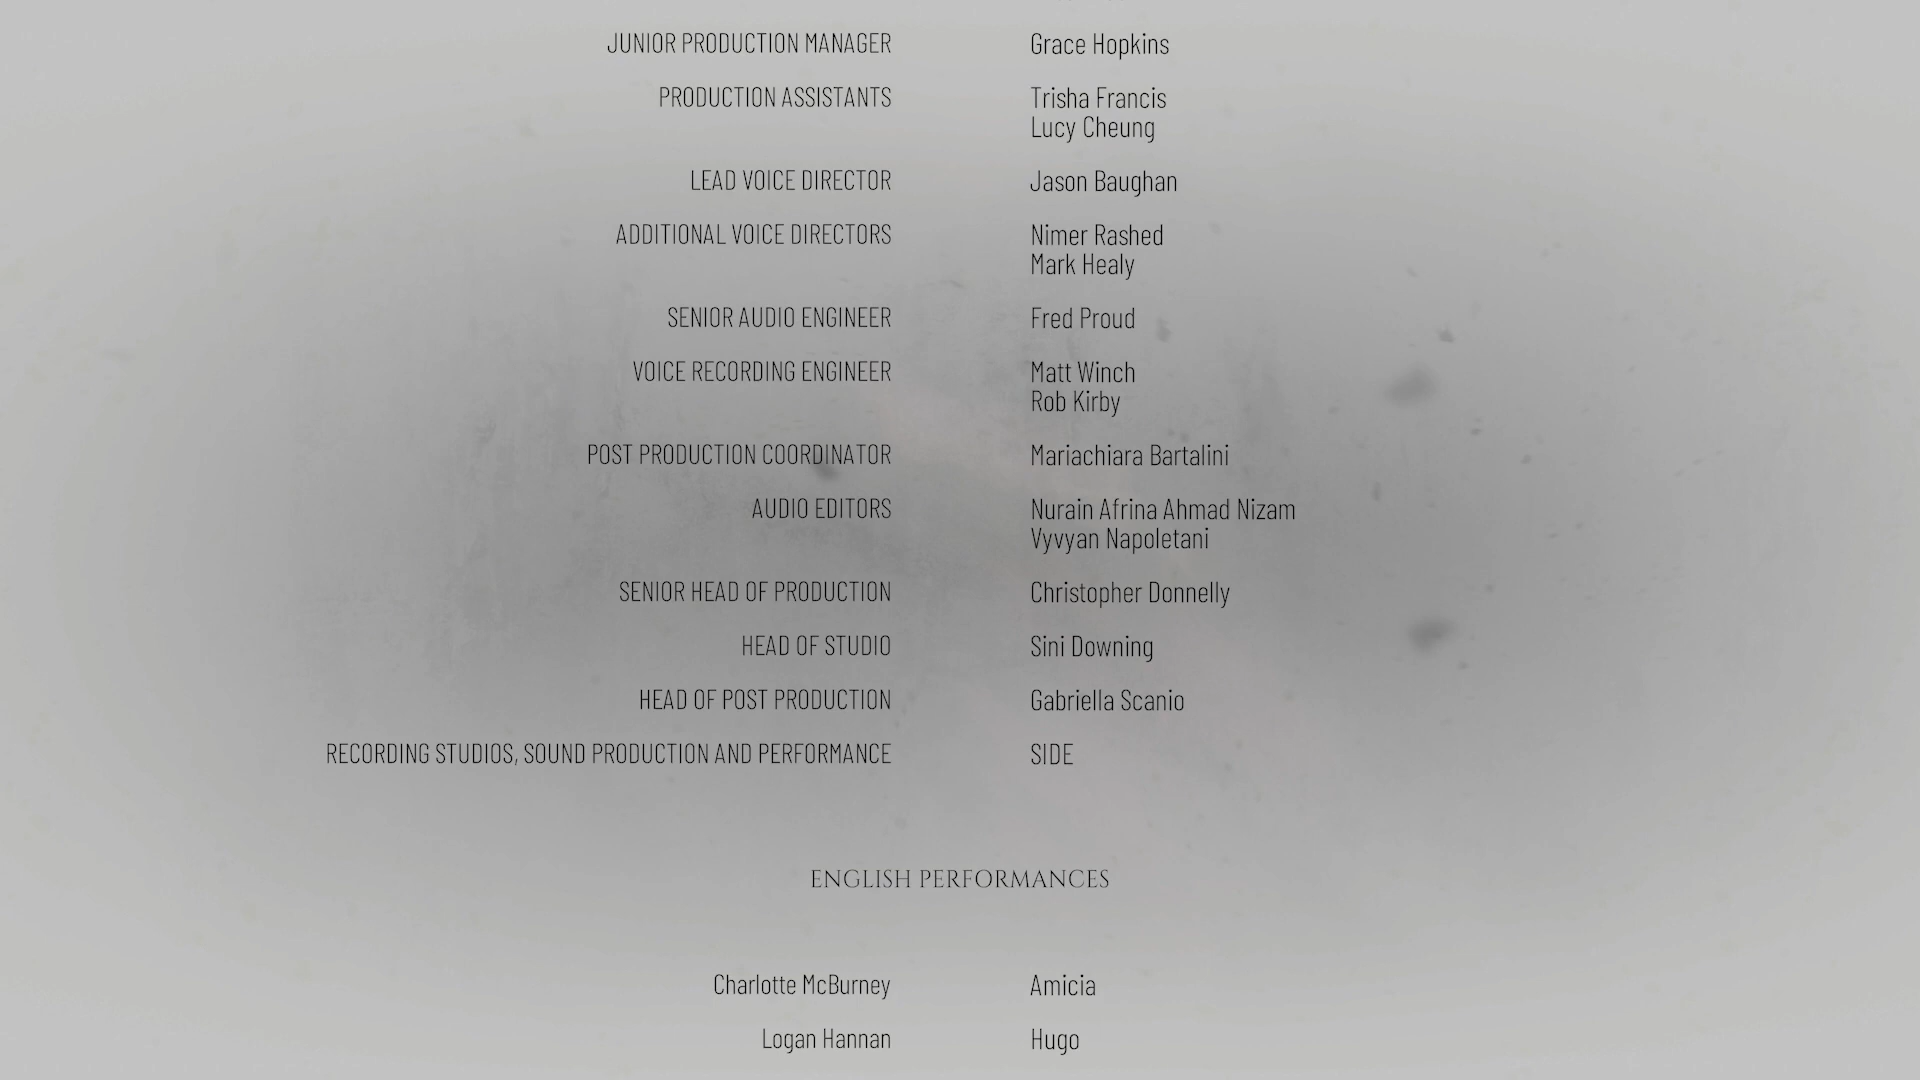 JUNIOR PRODUCTION MANAGER Grace Hopkins
PRODUCTION ASSISTANTS Trisha Francis
Lucy Cheung
LEAD VOICE DIRECTOR Jason Baughan
ADDITIONAL VOICE DIRECTORS Nimer Rashed
Mark Healy
SENIOR AUDIO ENGINEER Fred Proud
VOICE RECORDING ENGINEER Matt Winch
Rob Kirby
POST PRODUCTION COORDINATOR Mariachiara Bartalini
AUDIO EDITORS Nurain Afrina Ahmad Nizam
Vyvyan Napoletani
SENIOR HEAD OF PRODUCTION Christopher Donnelly
HEAD OF STUDIO Sini Downing
HEAD OF POST PRODUCTION Gabriella Scanio
RECORDING STUDIOS, SOUND PRODUCTION AND PERFORMANCE SIDE
ENGLISH PERFORMANCES
Charlotte McBurney Amicia
Logan Hannan Hugo